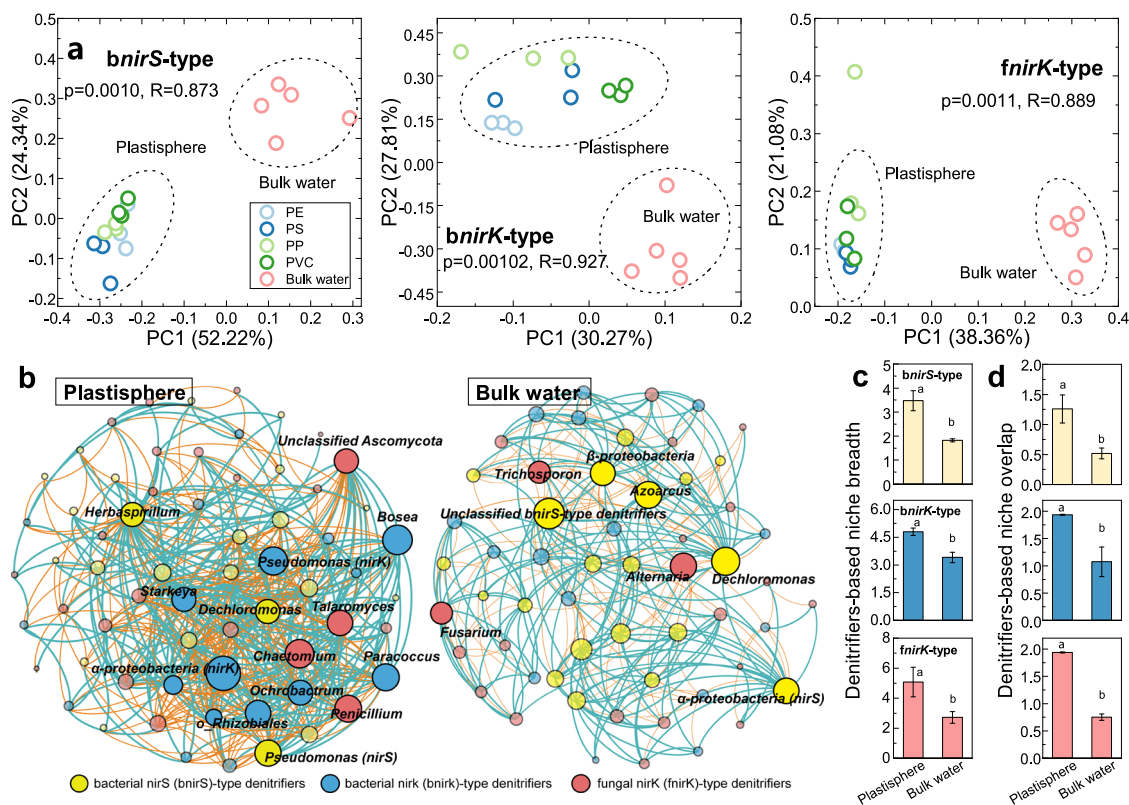 a
bnirS-type
p=0.0010, R=0.873
Plastisphere
Bulk water
PE
PS
PP
PVC
Bulk water
PC2 (24.34%)
0.5
0.4
0.3
0.2
0.1
0.0
-0.1
-0.2
-0.4 -0.3 -0.2 -0.1 0.0 0.1 0.2 0.3
PC1 (52.22%)
Plastisphere
Bulk water
bnirK-type
p=0.00102, R=0.927
PC2 (27.81%)
0.45
0.30
0.15
0.00
-0.15
-0.30
-0.45
-0.2 -0.1 0.0 0.1 0.2
PC1 (30.27%)
fnirK-type
p=0.0011, R=0.889
Plastisphere
Bulk water
PC2 (21.08%)
0.5
0.4
0.3
0.2
0.1
0.0
-0.2 -0.1 0.0 0.1 0.2 0.3 0.4
PC1 (38.36%)
b
Plastisphere
Unclassified Ascomycota
Herbaspirillum
Bosea
Pseudomonas (nirK)
Starkeya
Dechloromonas
Talaromyces
Chaetomium
α-proteobacteria (nirK)
Paracoccus
Ochrobactrum
o_Rhizobiales
Penicillium
Pseudomonas (nirS)
Bulk water
β-proteobacteria
Trichosporon
Azoarcus
Unclassified bnirS-type denitrifiers
Alternaria
Dechloromonas
Fusarium
α-proteobacteria (nirS)
bacterial nirS (bnirS)-type denitrifiers
bacterial nirk (bnirk)-type denitrifiers
fungal nirK (fnirK)-type denitrifiers
c
Denitrifiers-based niche breadth
bnirS-type
5
4
3
2
1
0
a
b
bnirK-type
6.0
4.5
3.0
1.5
0.0
a
b
fnirK-type
8
6
4
2
0
a
b
Plastisphere
Bulk water
d
Denitrifiers-based niche overlap
2.0
1.5
1.0
0.5
0.0
a
b
2.0
1.5
1.0
0.5
0.0
a
b
2.0
1.5
1.0
0.5
0.0
a
b
Plastisphere
Bulk water